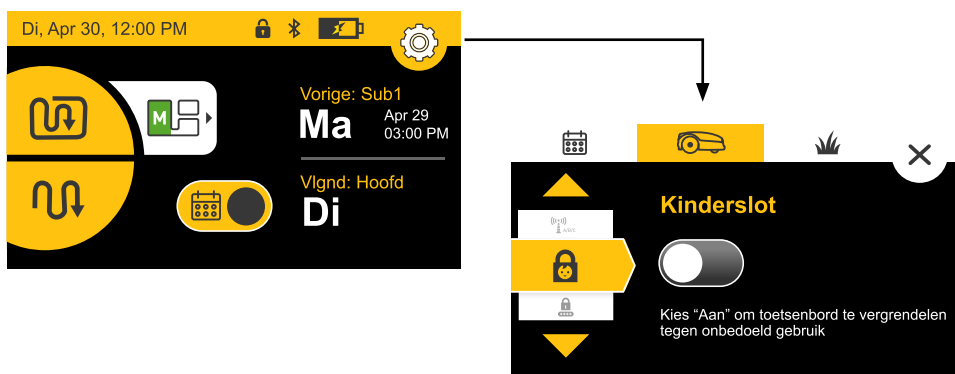 Di, Apr 30, 12:00 PM
M
Vorige: Sub1
Ma
Apr 29
03:00 PM
Vlgnd: Hoofd
Di
Kinderslot
A/B/E
Kies “Aan” om toetsenbord te vergrendelen
tegen onbedoeld gebruik